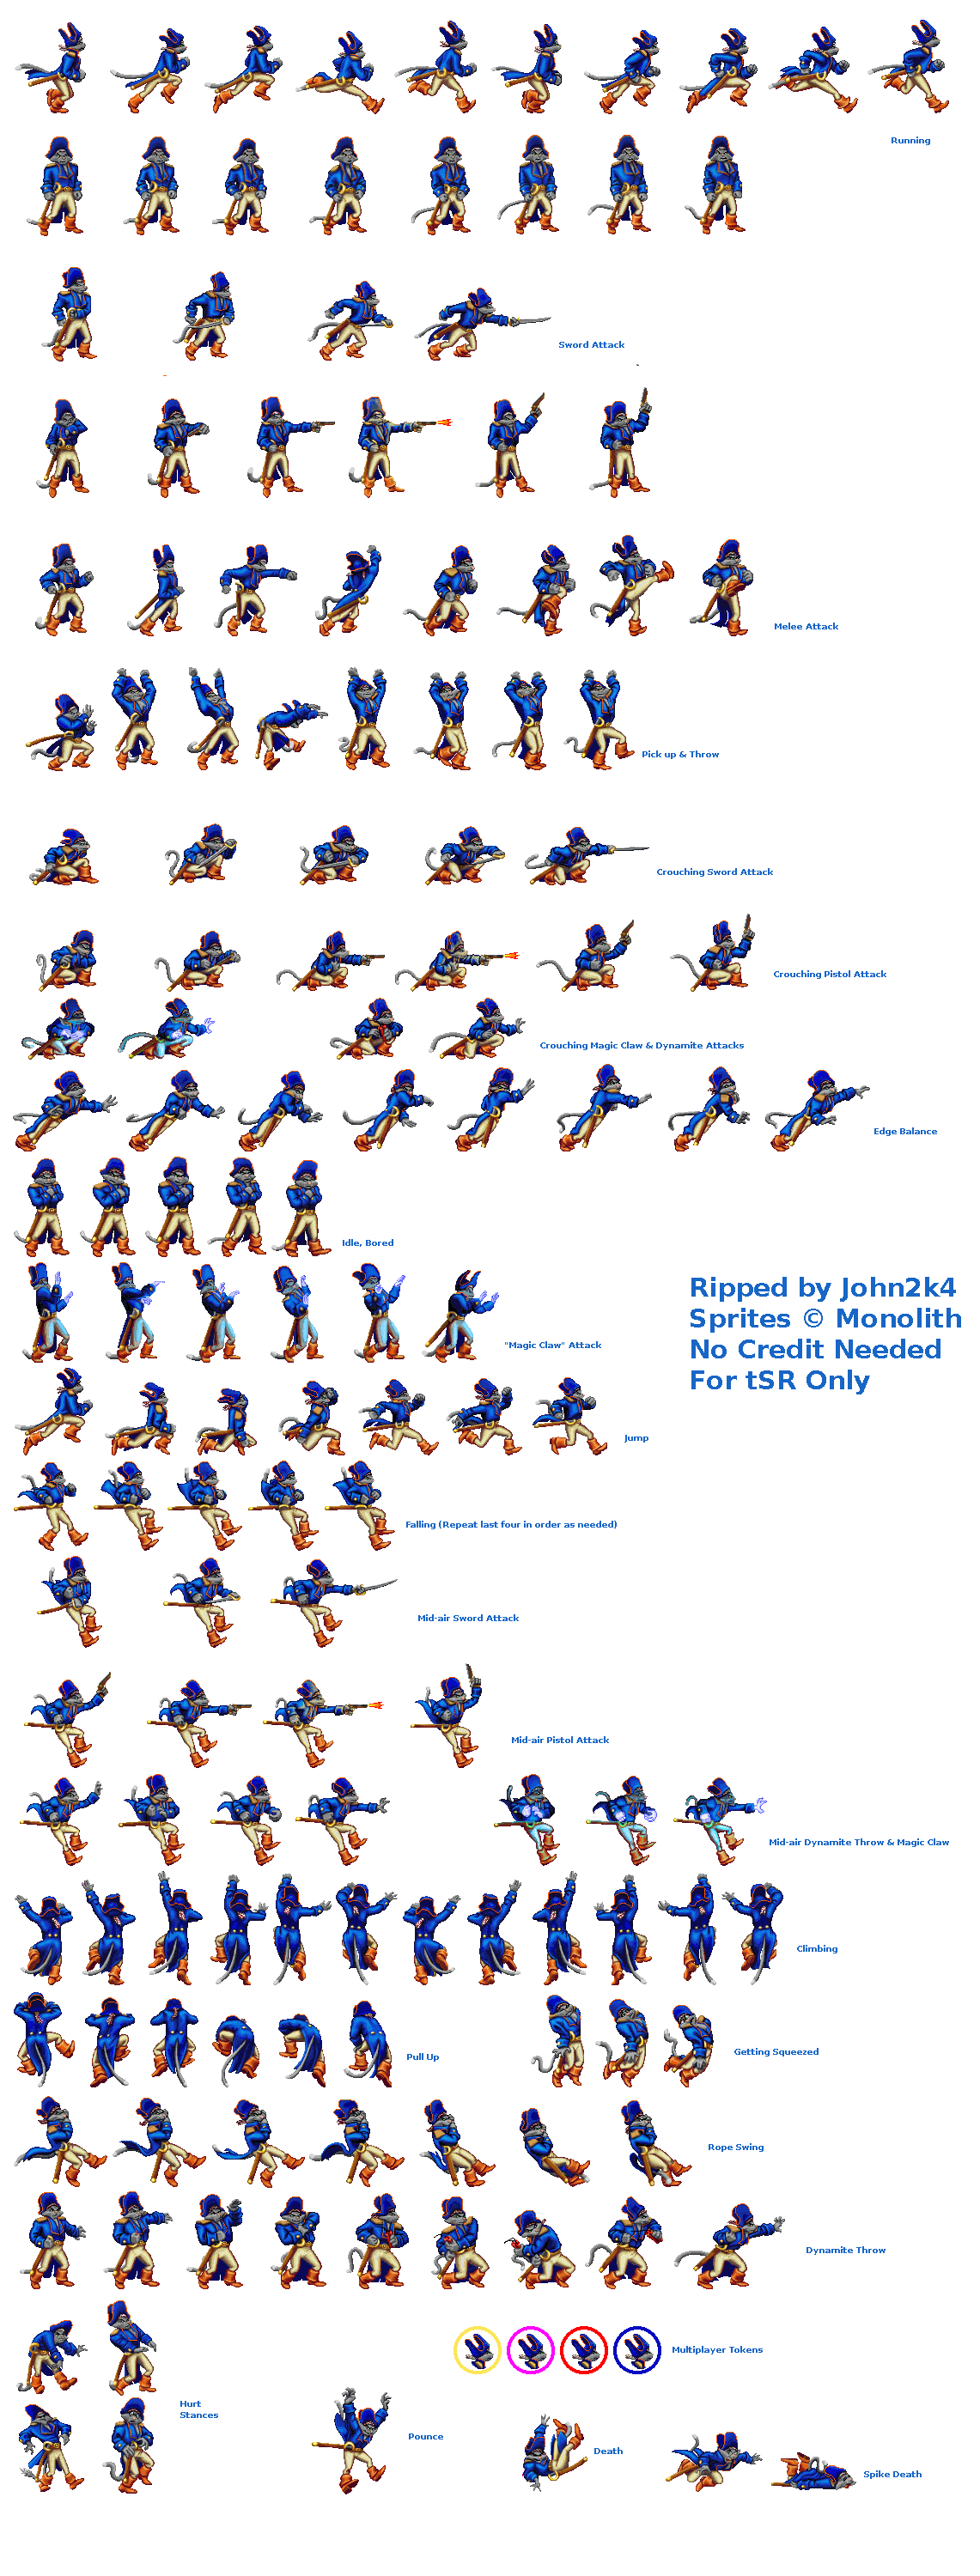 Running
Sword Attack
Melee Attack
Pick up & Throw
Crouching Sword Attack
Crouching Pistol Attack
Crouching Magic Claw & Dynamite Attacks
Edge Balance
Idle, Bored
Ripped by John2k4
Sprites © Monolith
No Credit Needed
For tSR Only
"Magic Claw" Attack
Jump
Falling (Repeat last four in order as needed)
Mid-air Sword Attack
Mid-air Pistol Attack
Mid-air Dynamite Throw & Magic Claw
Climbing
Pull Up
Getting Squeezed
Rope Swing
Dynamite Throw
Multiplayer Tokens
Hurt
Stances
Pounce
Death
Spike Death